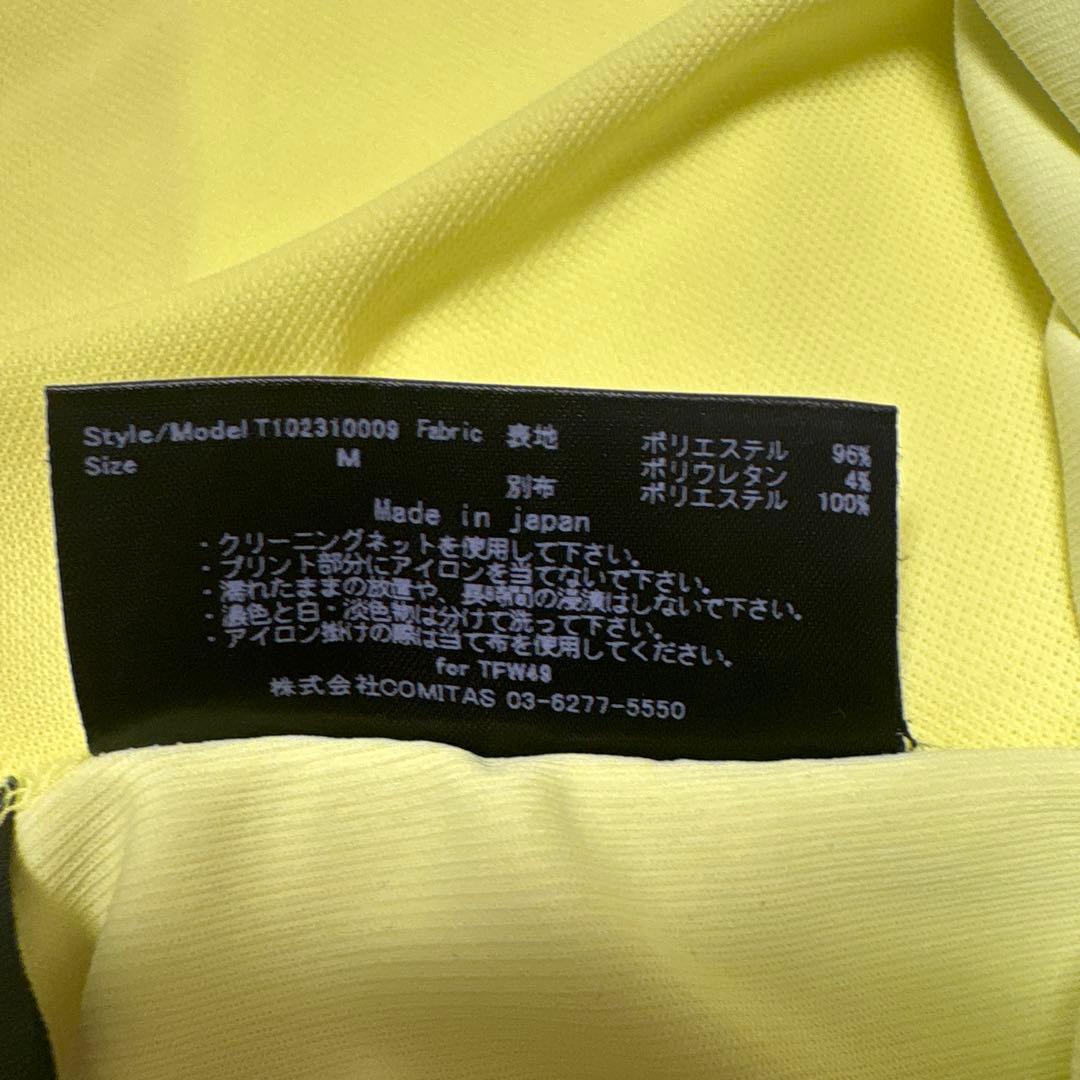 Style/Model T102310009 Fabric 表地 ポリエステル 96%
Size M ポリウレタン 4%
別布 ポリエステル 100%
Made in japan
・クリーニングネットを使用して下さい。
・プリント部分にアイロンを当てないで下さい。
・濡れたままの放置や、長時間の浸漬はしないで下さい。
・濃色と白・淡色物は分けて洗って下さい。
・アイロン掛けの際は当て布を使用してください。
for TFW49
株式会社COMITAS 03-6277-5550